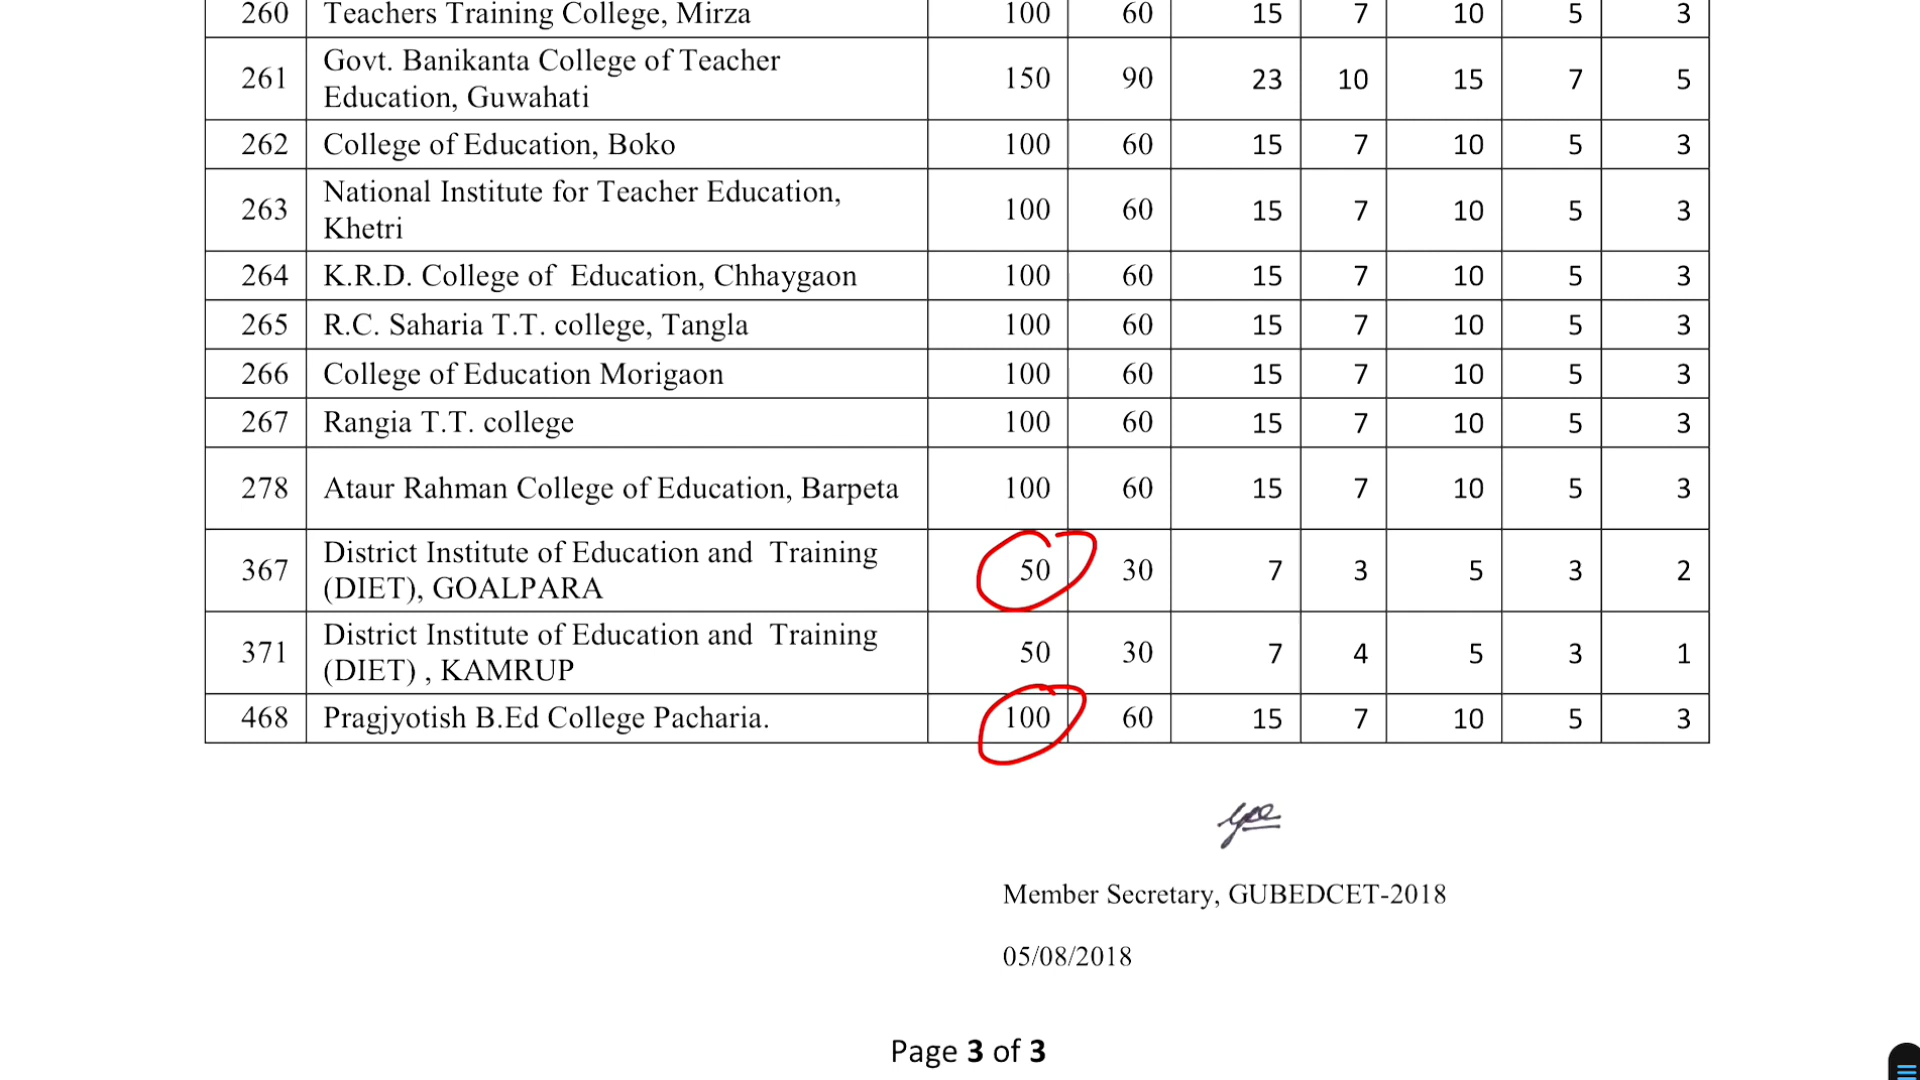 260 Teachers Training College, Mirza 100 60 15 7 10 5 3
261 Govt. Banikanta College of Teacher
Education, Guwahati 150 90 23 10 15 7 5
262 College of Education, Boko 100 60 15 7 10 5 3
263 National Institute for Teacher Education,
Khetri 100 60 15 7 10 5 3
264 K.R.D. College of Education, Chhaygaon 100 60 15 7 10 5 3
265 R.C. Saharia T.T. college, Tangla 100 60 15 7 10 5 3
266 College of Education Morigaon 100 60 15 7 10 5 3
267 Rangia T.T. college 100 60 15 7 10 5 3
278 Ataur Rahman College of Education, Barpeta 100 60 15 7 10 5 3
367 District Institute of Education and Training
(DIET), GOALPARA 50 30 7 3 5 3 2
371 District Institute of Education and Training
(DIET) , KAMRUP 50 30 7 4 5 3 1
468 Pragjyotish B.Ed College Pacharia. 100 60 15 7 10 5 3
Member Secretary, GUBEDCET-2018
05/08/2018
Page 3 of 3